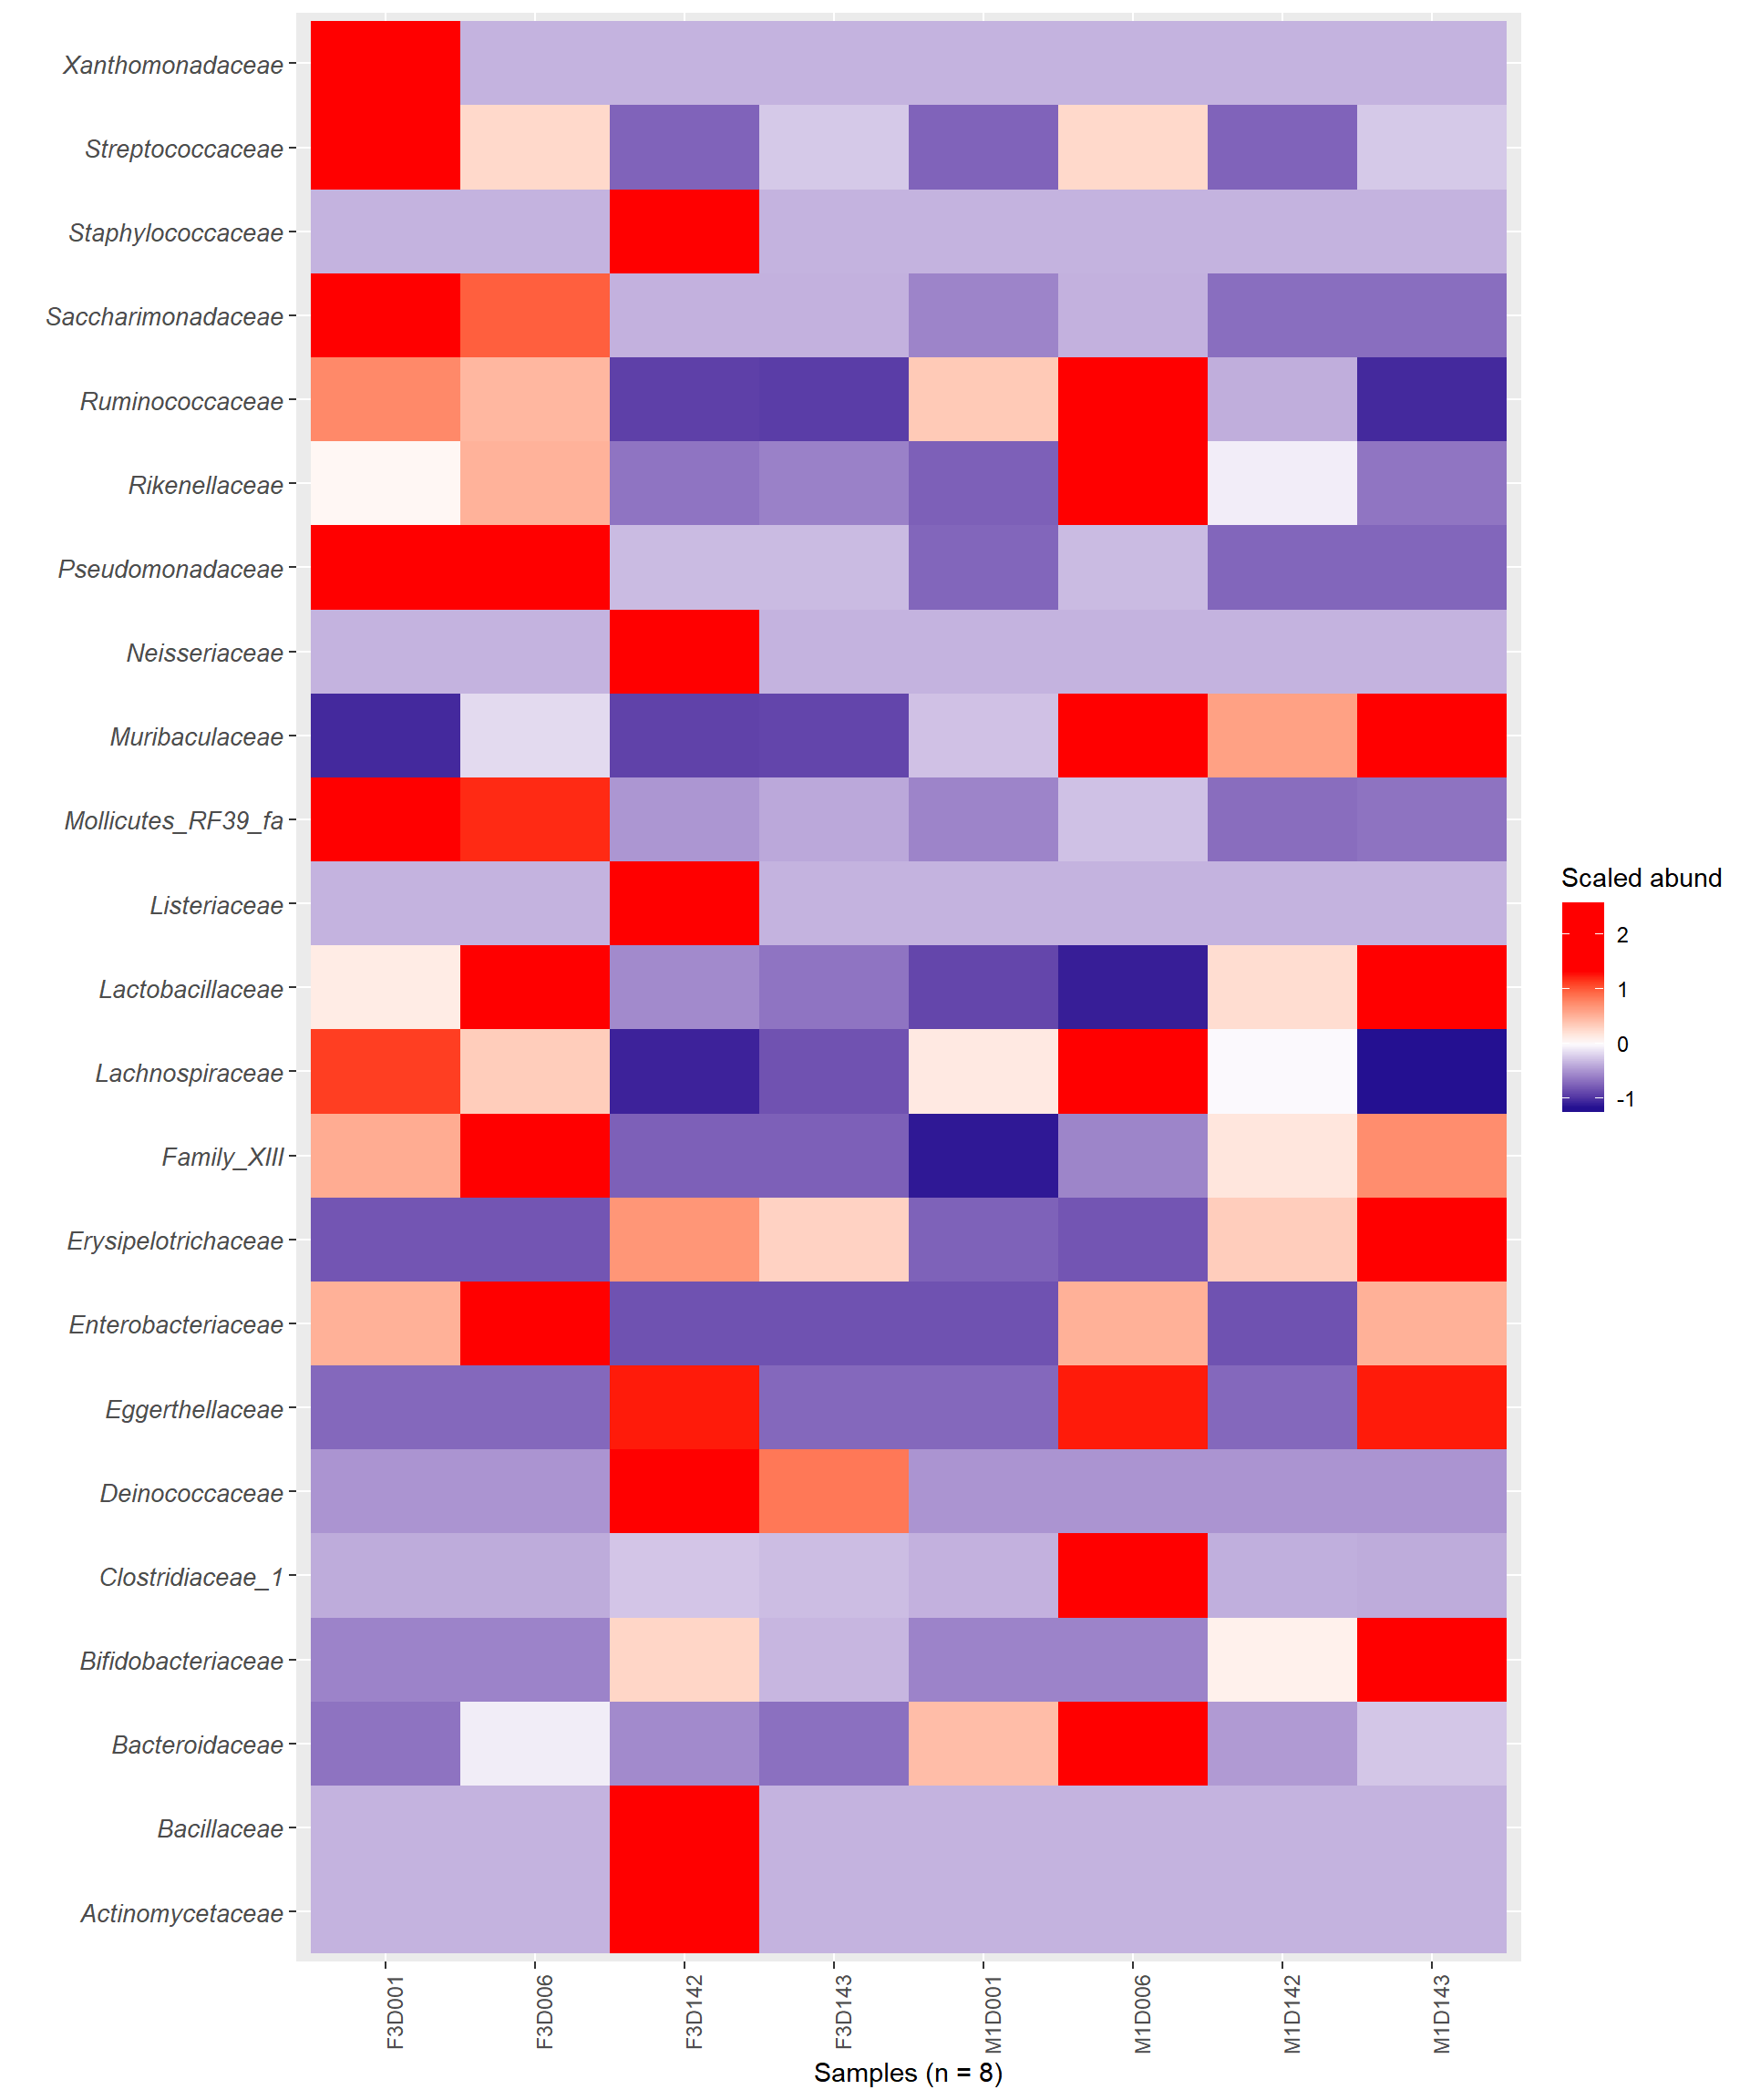 Xanthomonadaceae
Streptococcaceae
Staphylococcaceae
Saccharimonadaceae
Ruminococcaceae
Rikenellaceae
Pseudomonadaceae
Neisseriaceae
Muribaculaceae
Mollicutes_RF39_fa
Listeriaceae
Lactobacillaceae
Lachnospiraceae
Family_XIII
Erysipelotrichaceae
Enterobacteriaceae
Eggerthellaceae
Deinococcaceae
Clostridiaceae_1
Bifidobacteriaceae
Bacteroidaceae
Bacillaceae
Actinomycetaceae
F3D001
F3D006
F3D142
F3D143
M1D001
M1D006
M1D142
M1D143
Samples (n = 8)
Scaled abund
2
1
0
-1